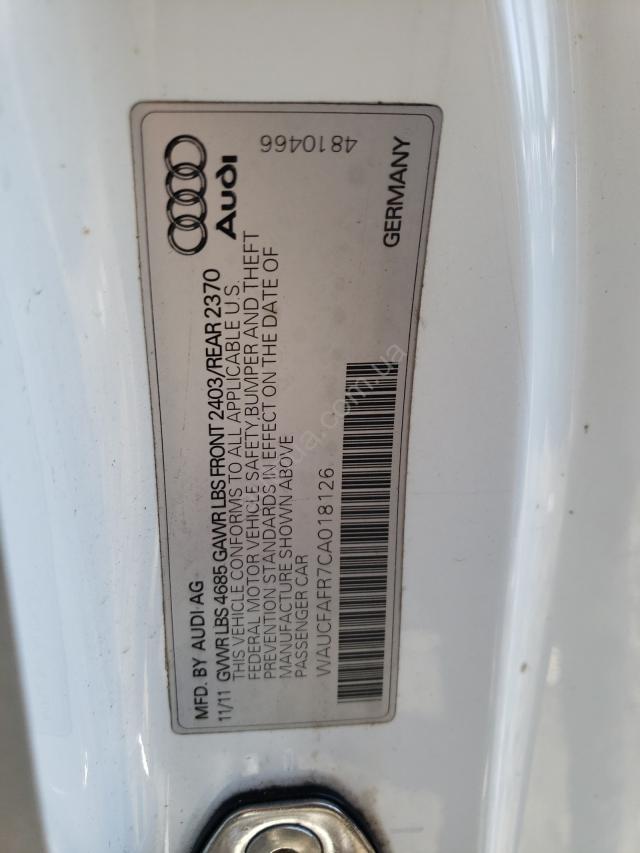 MFD. BY AUDI AG
11/11 GVWR LBS 4685 GAWR LBS FRONT 2403/REAR 2370
THIS VEHICLE CONFORMS TO ALL APPLICABLE U.S.
FEDERAL MOTOR VEHICLE SAFETY, BUMPER AND THEFT
PREVENTION STANDARDS IN EFFECT ON THE DATE OF
MANUFACTURE SHOWN ABOVE
PASSENGER CAR
WAUCFAFR7CA018126
Audi
4810466
GERMANY